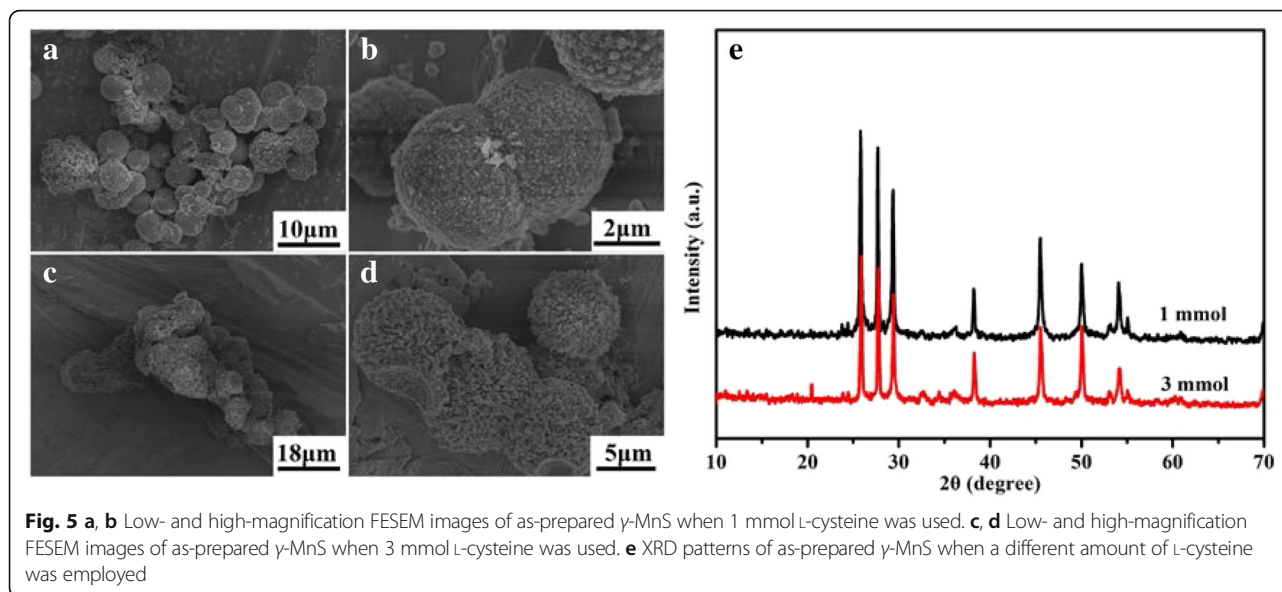 a
b
10μm
2μm
c
d
18μm
5μm
e
Intensity (a.u.)
1 mmol
3 mmol
10 20 30 40 50 60 70
2θ (degree)
Fig. 5 a, b Low- and high-magnification FESEM images of as-prepared γ-MnS when 1 mmol L-cysteine was used. c, d Low- and high-magnification
FESEM images of as-prepared γ-MnS when 3 mmol L-cysteine was used. e XRD patterns of as-prepared γ-MnS when a different amount of L-cysteine
was employed